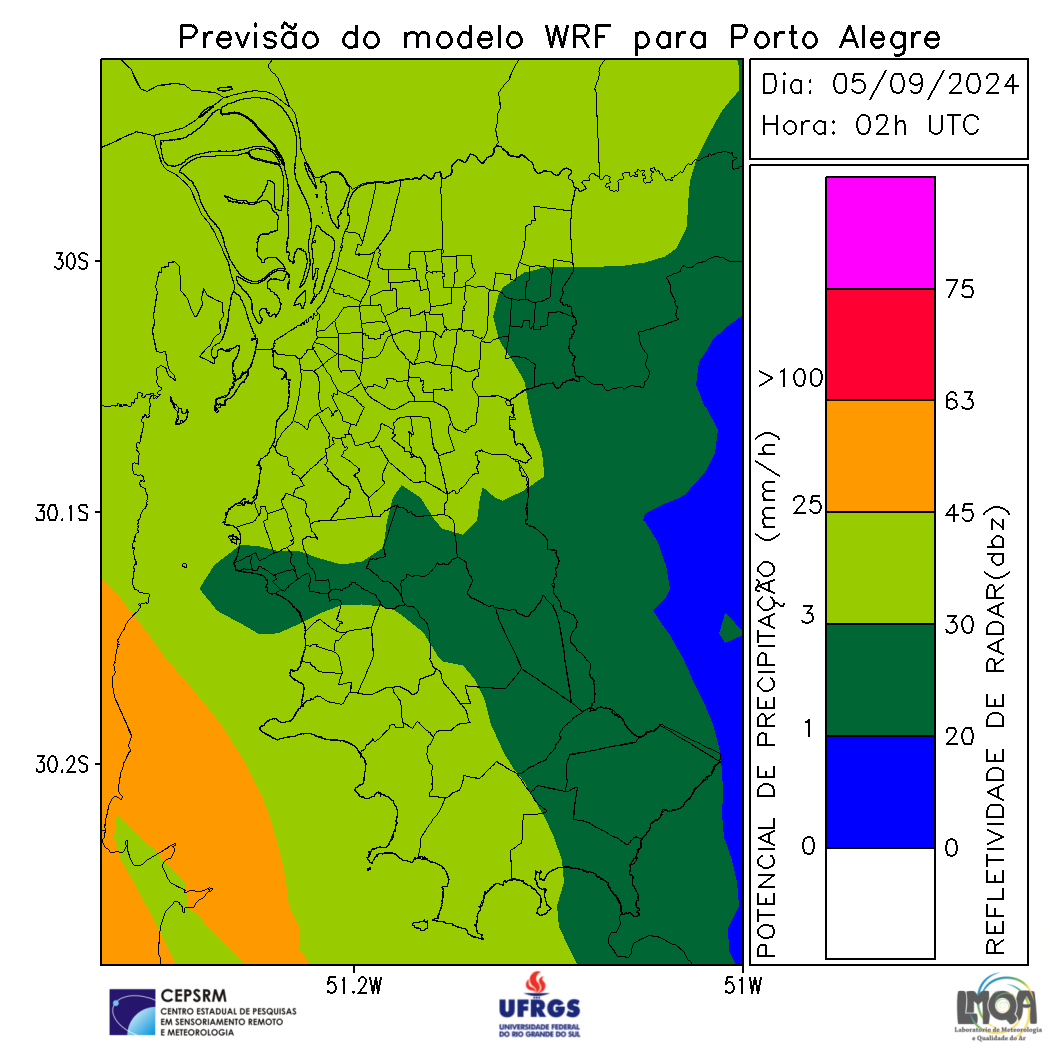 Previsão do modelo WRF para Porto Alegre
Dia: 05/09/2024
Hora: 02h UTC
30S
30.1S
30.2S
51.2W
51W
POTENCIAL DE PRECIPITAÇÃO (mm/h)
>100
25
3
1
0
75
63
45
30
20
0
REFLETIVIDADE DE RADAR(dbz)
CEPSRM
CENTRO ESTADUAL DE PESQUISAS
EM SENSORIAMENTO REMOTO
E METEOROLOGIA
UFRGS
UNIVERSIDADE FEDERAL
DO RIO GRANDE DO SUL
LMQA
Laboratório de Meteorologia
e Qualidade do Ar